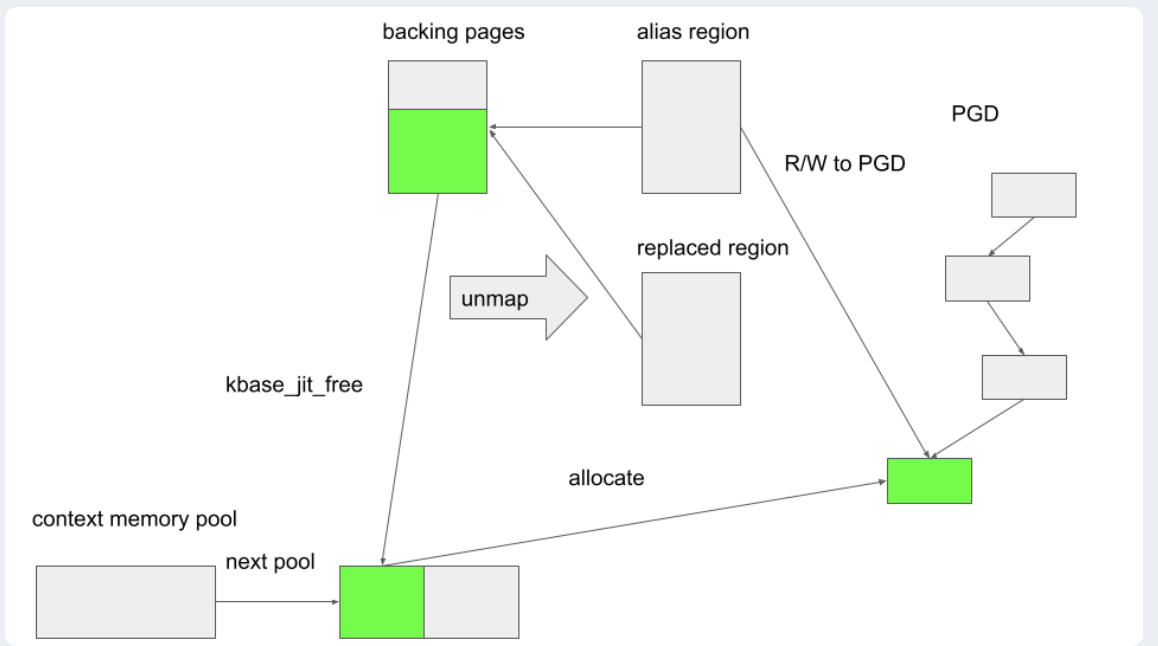 backing pages
alias region
PGD
R/W to PGD
replaced region
unmap
kbase_jit_free
allocate
context memory pool
next pool